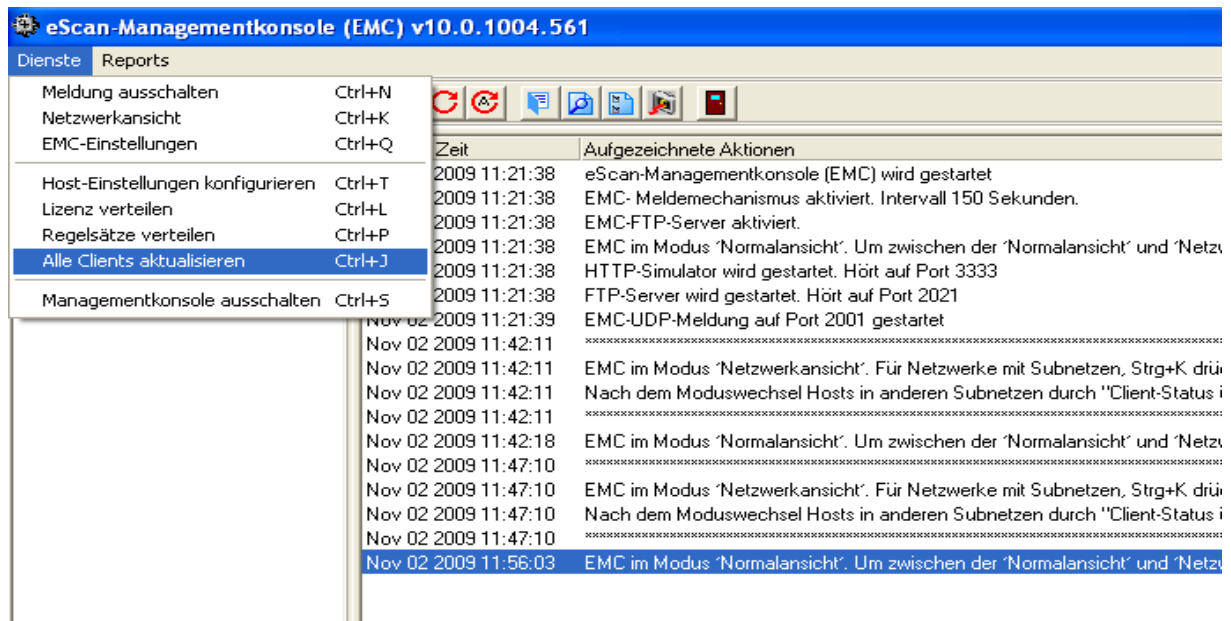 eScan-Managementkonsole (EMC) v10.0.1004.561
Dienste Reports
Meldung ausschalten Ctrl+N
Netzwerkansicht Ctrl+K
EMC-Einstellungen Ctrl+Q
Host-Einstellungen konfigurieren Ctrl+T
Lizenz verteilen Ctrl+L
Regelsätze verteilen Ctrl+P
Alle Clients aktualisieren Ctrl+J
Managementkonsole ausschalten Ctrl+S
Zeit Aufgezeichnete Aktionen
2009 11:21:38 eScan-Managementkonsole (EMC) wird gestartet
2009 11:21:38 EMC- Meldemechanismus aktiviert. Intervall 150 Sekunden.
2009 11:21:38 EMC-FTP-Server aktiviert.
2009 11:21:38 EMC im Modus ´Normalansicht´. Um zwischen der ´Normalansicht´ und ´Netz
2009 11:21:38 HTTP-Simulator wird gestartet. Hört auf Port 3333
2009 11:21:38 FTP-Server wird gestartet. Hört auf Port 2021
Nov 02 2009 11:21:39 EMC-UDP-Meldung auf Port 2001 gestartet
Nov 02 2009 11:42:11
Nov 02 2009 11:42:11 EMC im Modus ´Netzwerkansicht´. Für Netzwerke mit Subnetzen, Strg+K drü
Nov 02 2009 11:42:11 Nach dem Moduswechsel Hosts in anderen Subnetzen durch "Client-Status
Nov 02 2009 11:42:11
Nov 02 2009 11:42:18 EMC im Modus ´Normalansicht´. Um zwischen der ´Normalansicht´ und ´Netz
Nov 02 2009 11:47:10
Nov 02 2009 11:47:10 EMC im Modus ´Netzwerkansicht´. Für Netzwerke mit Subnetzen, Strg+K drü
Nov 02 2009 11:47:10 Nach dem Moduswechsel Hosts in anderen Subnetzen durch "Client-Status
Nov 02 2009 11:47:10
Nov 02 2009 11:56:03 EMC im Modus ´Normalansicht´. Um zwischen der ´Normalansicht´ und ´Netz